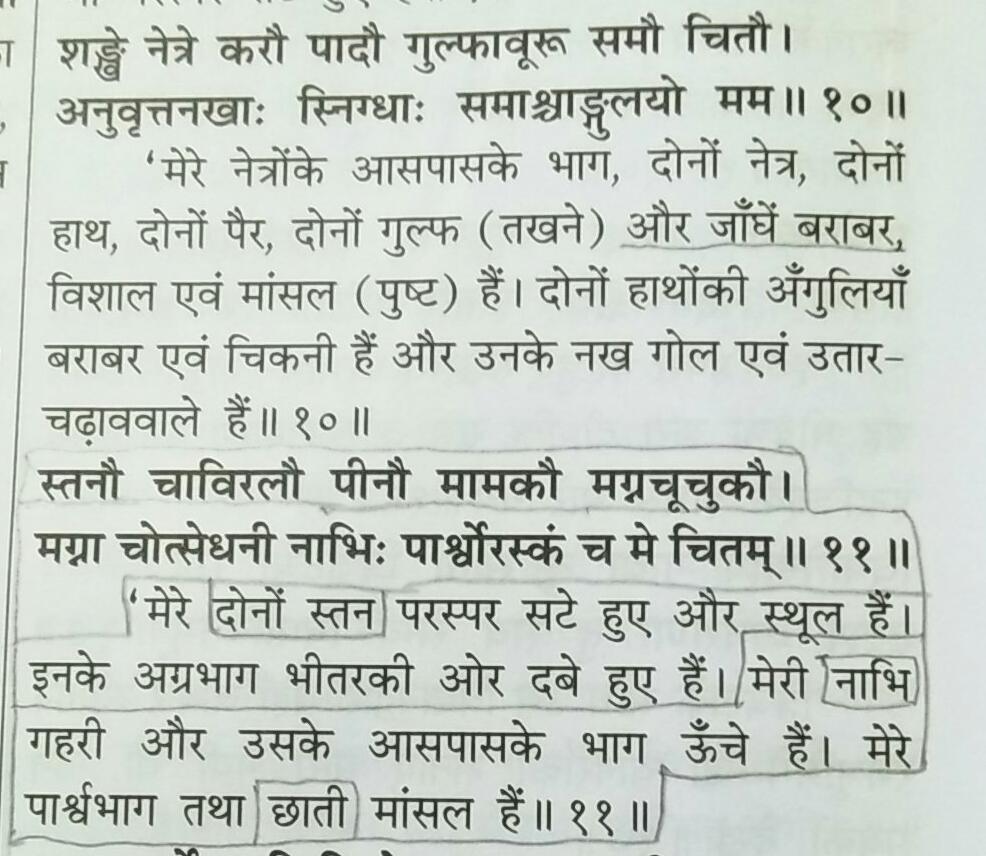 शङ्खे नेत्रे करौ पादौ गुल्फावूरू समौ चितौ।
अनुवृत्तनखाः स्निग्धाः समाश्चाङ्गुलयो मम॥ १०॥
‘मेरे नेत्रोंके आसपासके भाग, दोनों नेत्र, दोनों
हाथ, दोनों पैर, दोनों गुल्फ (तखने) और जाँघें बराबर,
विशाल एवं मांसल (पुष्ट) हैं। दोनों हाथोंकी अँगुलियाँ
बराबर एवं चिकनी हैं और उनके नख गोल एवं उतार-
चढ़ाववाले हैं॥ १०॥
स्तनौ चाविरलौ पीनौ मामकौ मग्नचूचुकौ।
मग्ना चोत्सेधनी नाभिः पार्श्वोरस्कं च मे चितम्॥ ११॥
‘मेरे दोनों स्तन परस्पर सटे हुए और स्थूल हैं।
इनके अग्रभाग भीतरकी ओर दबे हुए हैं। मेरी नाभि
गहरी और उसके आसपासके भाग ऊँचे हैं। मेरे
पार्श्वभाग तथा छाती मांसल हैं॥ ११॥